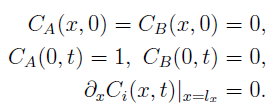 C_A(x, 0) = C_B(x, 0) = 0,
C_A(0, t) = 1, C_B(0, t) = 0,
∂_x C_i(x, t)|_{x=l_x} = 0.